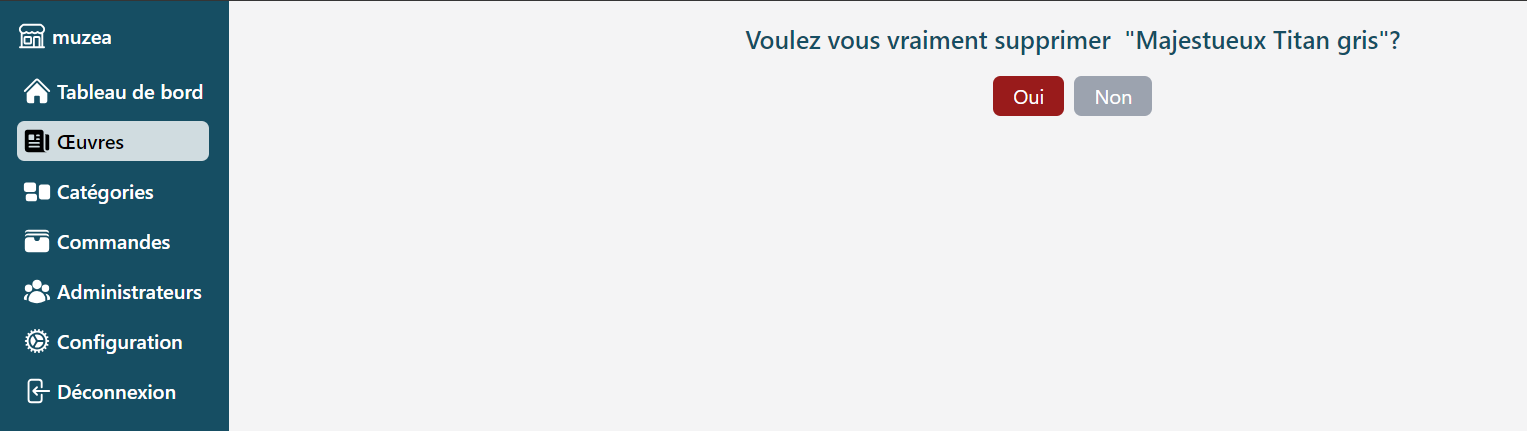 muzea
Tableau de bord
Œuvres
Catégories
Commandes
Administrateurs
Configuration
Déconnexion
Voulez vous vraiment supprimer "Majestueux Titan gris"?
Oui
Non